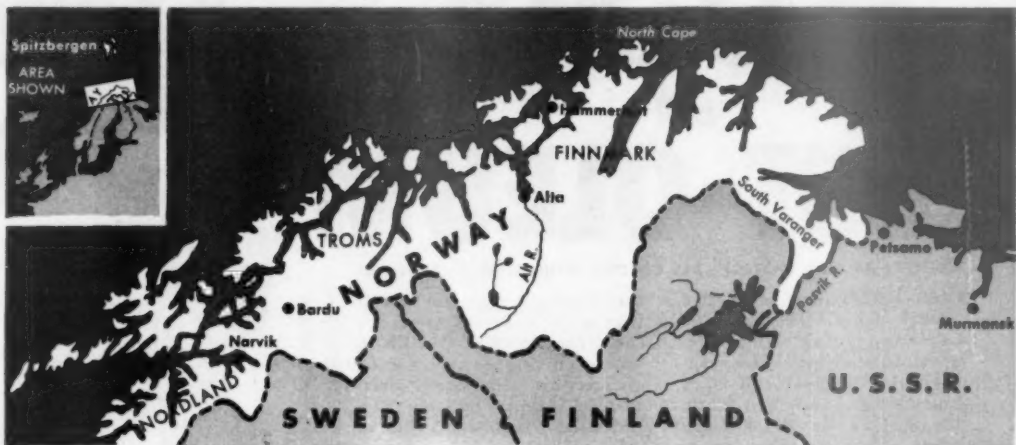 Spitzbergen
AREA
SHOWN
North Cape
Hammerfest
FINNMARK
Alta
South Varanger
TROMS
NORWAY
Alt R.
Petsamo
Pasvik R.
Bardu
Murmansk
Narvik
U.S.S.R.
NORDLAND
SWEDEN
FINLAND